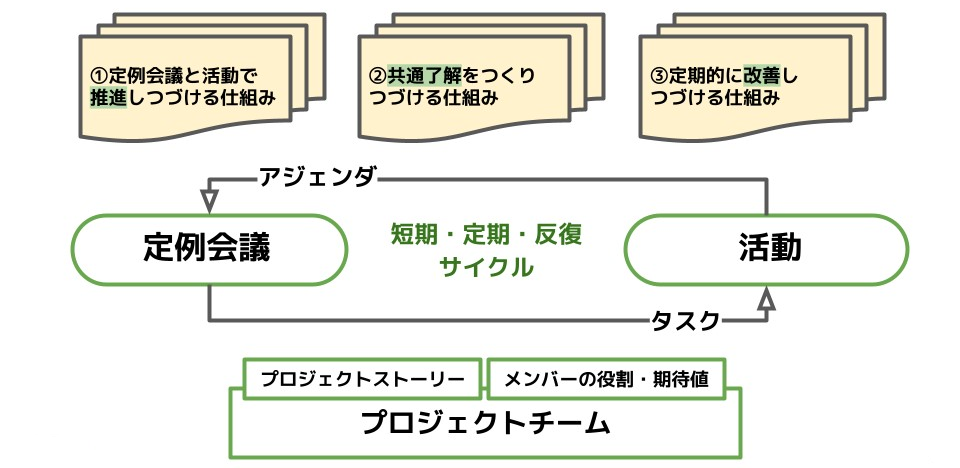 ①定例会議と活動で
推進しつづける仕組み
②共通了解をつくり
つづける仕組み
③定期的に改善し
つづける仕組み
アジェンダ
定例会議
短期・定期・反復
サイクル
活動
タスク
プロジェクトストーリー
メンバーの役割・期待値
プロジェクトチーム